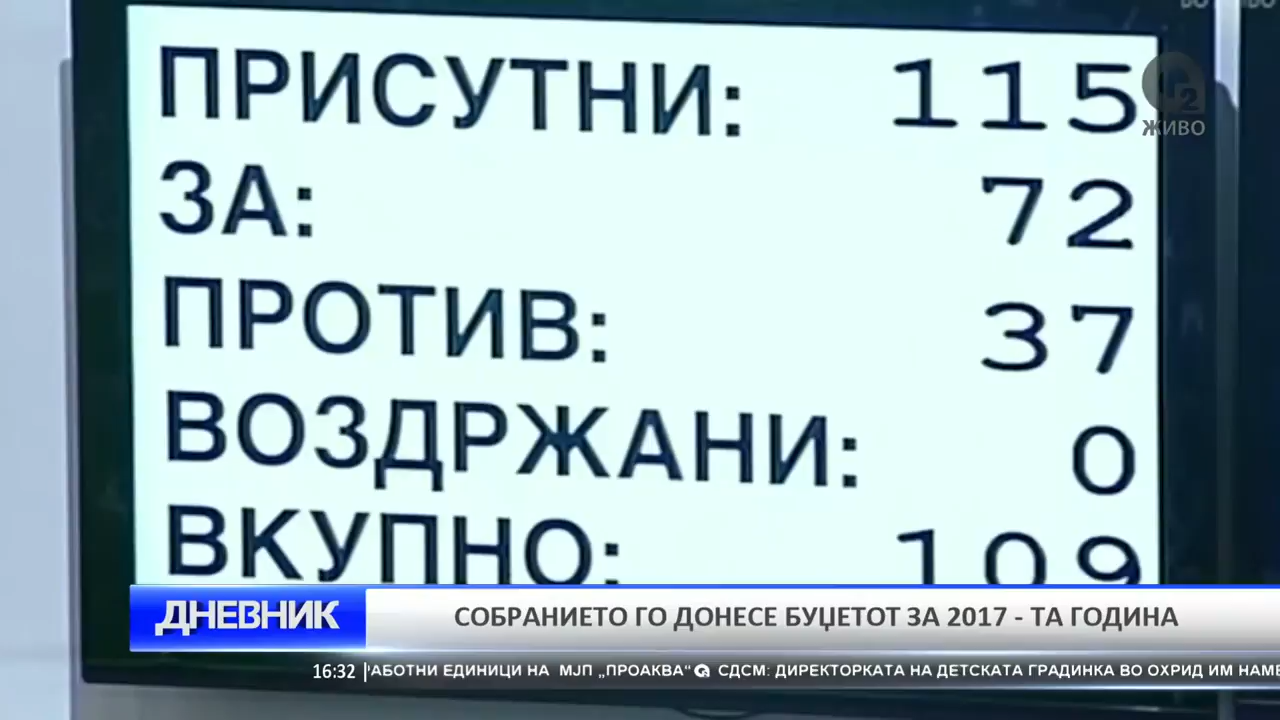 ПРИСУТНИ: 115
ЗА: 72
ПРОТИВ: 37
ВОЗДРЖАНИ: 0
ВКУПНО: 109
ЖИВО
ДНЕВНИК
СОБРАНИЕТО ГО ДОНЕСЕ БУЏЕТОТ ЗА 2017 - ТА ГОДИНА
16:32 'АБОТНИ ЕДИНИЦИ НА МЈП „ПРОАКВА“ СДСМ: ДИРЕКТОРКАТА НА ДЕТСКАТА ГРАДИНКА ВО ОХРИД ИМ НАМЕ